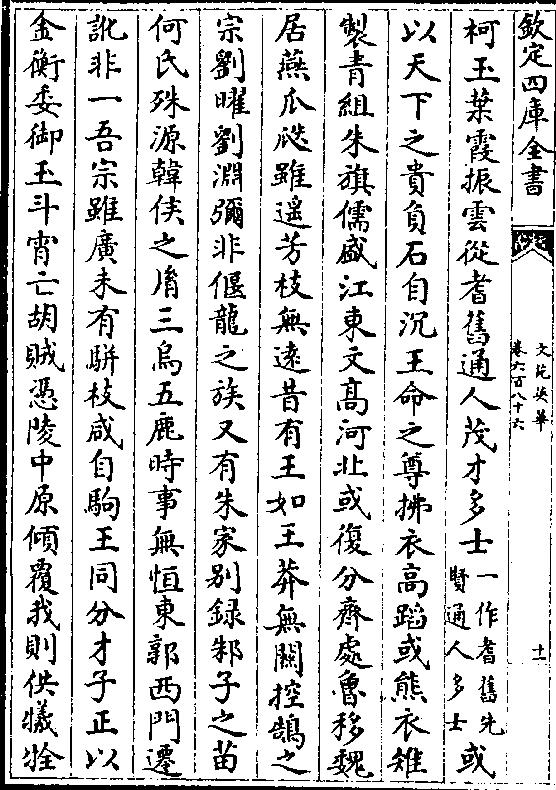 欽定四庫全書
文苑英華
卷六百八十六
十一
柯玉葉霞振雲從耆舊通人茂才多士一作耆舊先賢通人多士或
以天下之貴負石自沉王命之尊拂衣高蹈或熊衣雉
製青組朱旗儒盛江東文高河北或復分齊處魯移魏
居燕瓜瓞雖遥芳枝無遠昔有王如王莽無關控鵠之
宗劉曜劉淵彌非偃龍之族又有朱家别録邾子之苗
何氏殊源韓侯之胤三烏五鹿時事無恒東郭西門遷
訛非一吾宗雖廣未有駢枝咸自駒王同分才子正以
金衡委御玉斗宵亡胡賊憑陵中原傾覆我則供犧牷